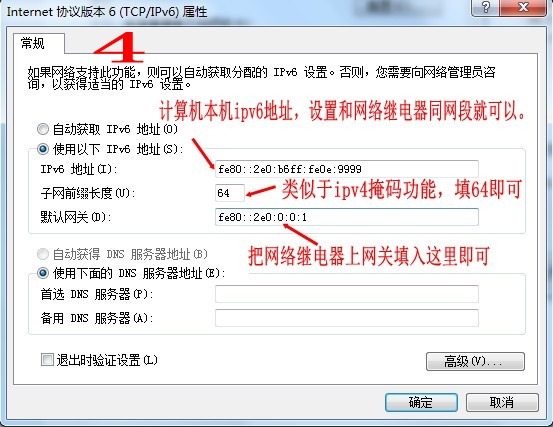 Internet 协议版本 6 (TCP/IPv6) 属性
常规
4
如果网络支持此功能，则可以自动获取分配的 IPv6 设置。否则，您需要向网络管理员咨
询，以获得适当的 IPv6 设置。
计算机本机ipv6地址，设置和网络继电器同网段就可以。
自动获取 IPv6 地址(O)
使用以下 IPv6 地址(S):
IPv6 地址(I): fe80::2e0:b6ff:fe0e:9999
子网前缀长度(U): 64 类似于ipv4掩码功能，填64即可
默认网关(D): fe80::2e0:0:0:1
自动获得 DNS 服务器地址(B)
把网络继电器上网关填入这里即可
使用下面的 DNS 服务器地址(E):
首选 DNS 服务器(P):
备用 DNS 服务器(A):
退出时验证设置(L)
高级(V)...
确定 取消